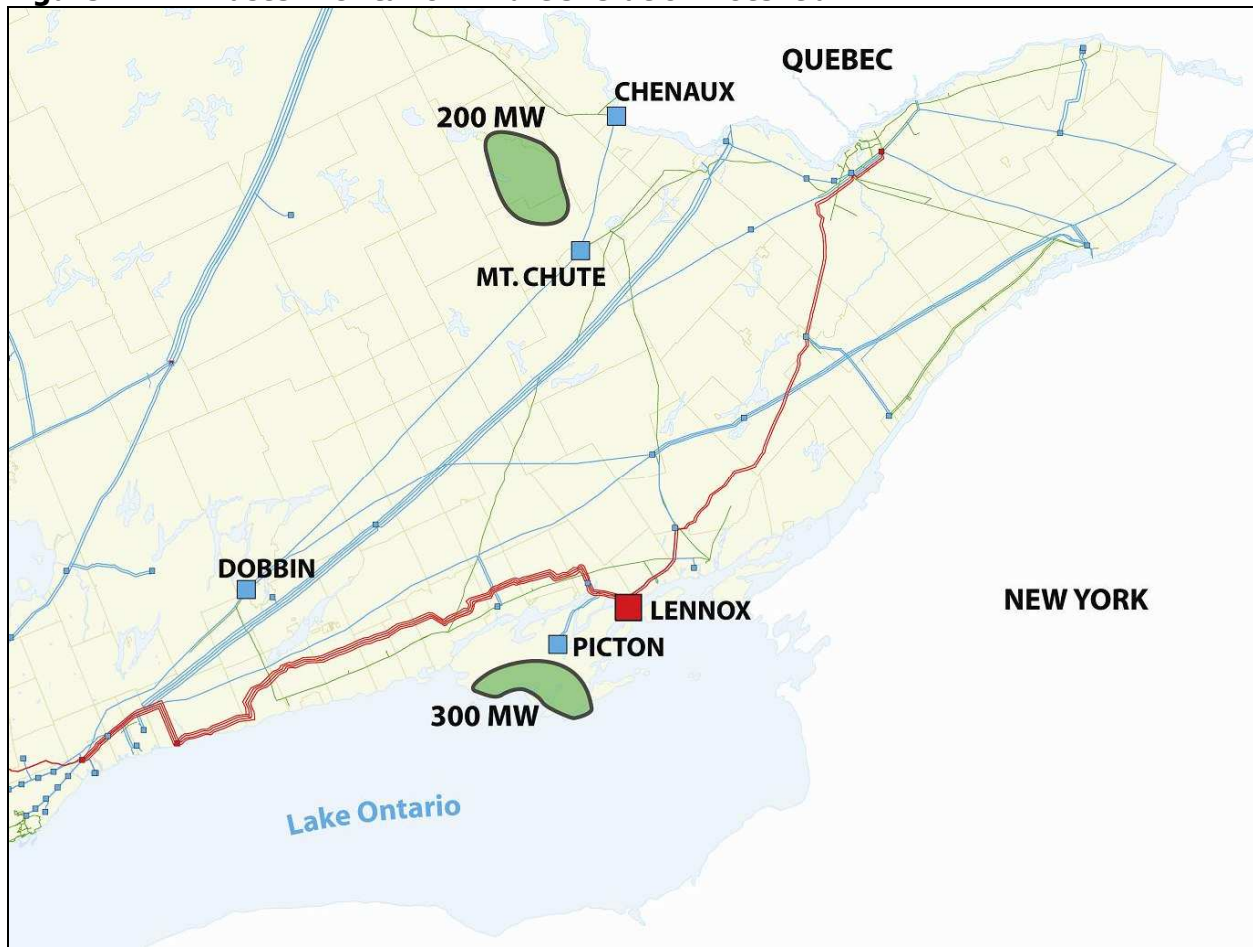 QUEBEC
CHENAUX
200 MW
MT. CHUTE
DOBBIN
LENNOX
NEW YORK
PICTON
300 MW
Lake Ontario